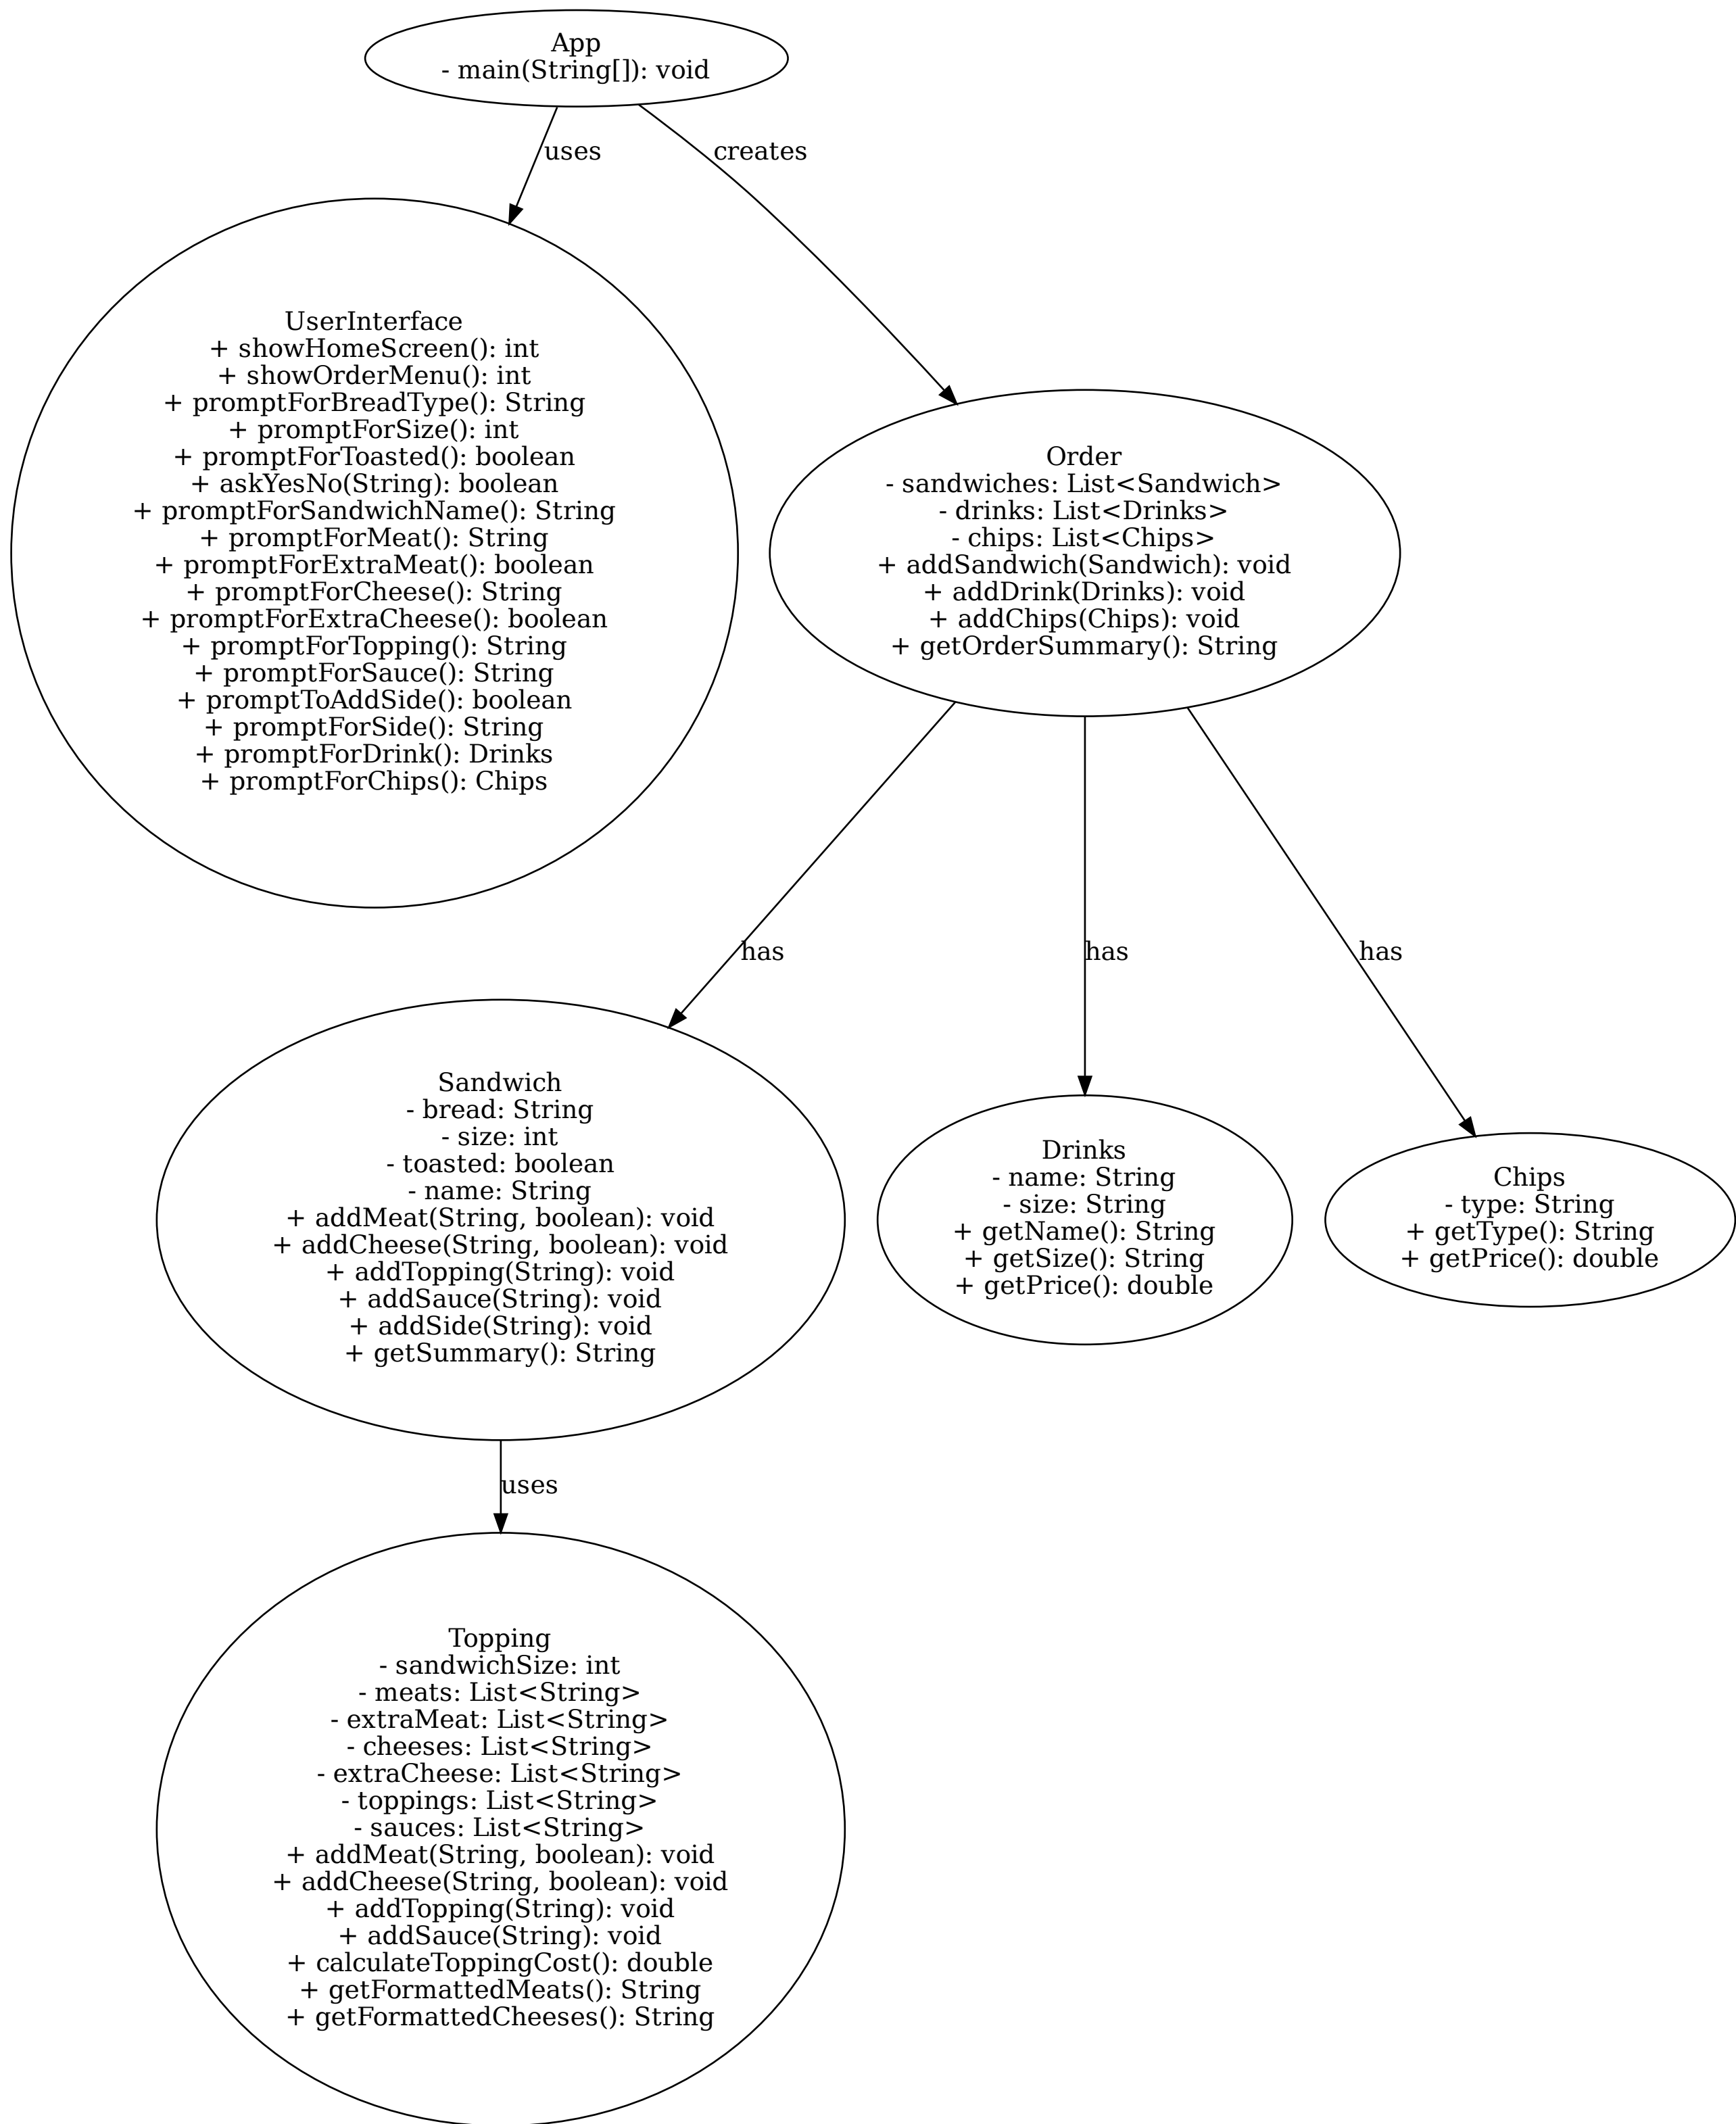 App
- main(String[]): void
uses
creates
UserInterface
+ showHomeScreen(): int
+ showOrderMenu(): int
+ promptForBreadType(): String
+ promptForSize(): int
+ promptForToasted(): boolean
+ askYesNo(String): boolean
+ promptForSandwichName(): String
+ promptForMeat(): String
+ promptForExtraMeat(): boolean
+ promptForCheese(): String
+ promptForExtraCheese(): boolean
+ promptForTopping(): String
+ promptForSauce(): String
+ promptToAddSide(): boolean
+ promptForSide(): String
+ promptForDrink(): Drinks
+ promptForChips(): Chips
Order
- sandwiches: List<Sandwich>
- drinks: List<Drinks>
- chips: List<Chips>
+ addSandwich(Sandwich): void
+ addDrink(Drinks): void
+ addChips(Chips): void
+ getOrderSummary(): String
has
has
has
Sandwich
- bread: String
- size: int
- toasted: boolean
- name: String
+ addMeat(String, boolean): void
+ addCheese(String, boolean): void
+ addTopping(String): void
+ addSauce(String): void
+ addSide(String): void
+ getSummary(): String
Drinks
- name: String
- size: String
+ getName(): String
+ getSize(): String
+ getPrice(): double
Chips
- type: String
+ getType(): String
+ getPrice(): double
uses
Topping
- sandwichSize: int
- meats: List<String>
- extraMeat: List<String>
- cheeses: List<String>
- extraCheese: List<String>
- toppings: List<String>
- sauces: List<String>
+ addMeat(String, boolean): void
+ addCheese(String, boolean): void
+ addTopping(String): void
+ addSauce(String): void
+ calculateToppingCost(): double
+ getFormattedMeats(): String
+ getFormattedCheeses(): String